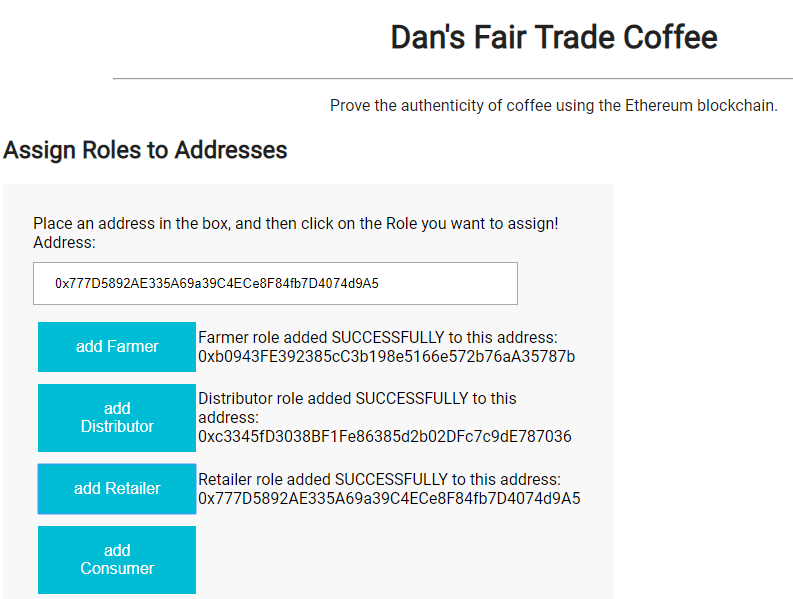 Dan's Fair Trade Coffee
Prove the authenticity of coffee using the Ethereum blockchain.
Assign Roles to Addresses
Place an address in the box, and then click on the Role you want to assign!
Address:
0x777D5892AE335A69a39C4ECe8F84fb7D4074d9A5
add Farmer
Farmer role added SUCCESSFULLY to this address:
0xb0943FE392385cC3b198e5166e572b76aA35787b
add
Distributor
Distributor role added SUCCESSFULLY to this
address:
0xc3345fD3038BF1Fe86385d2b02DFc7c9dE787036
add Retailer
Retailer role added SUCCESSFULLY to this address:
0x777D5892AE335A69a39C4ECe8F84fb7D4074d9A5
add
Consumer